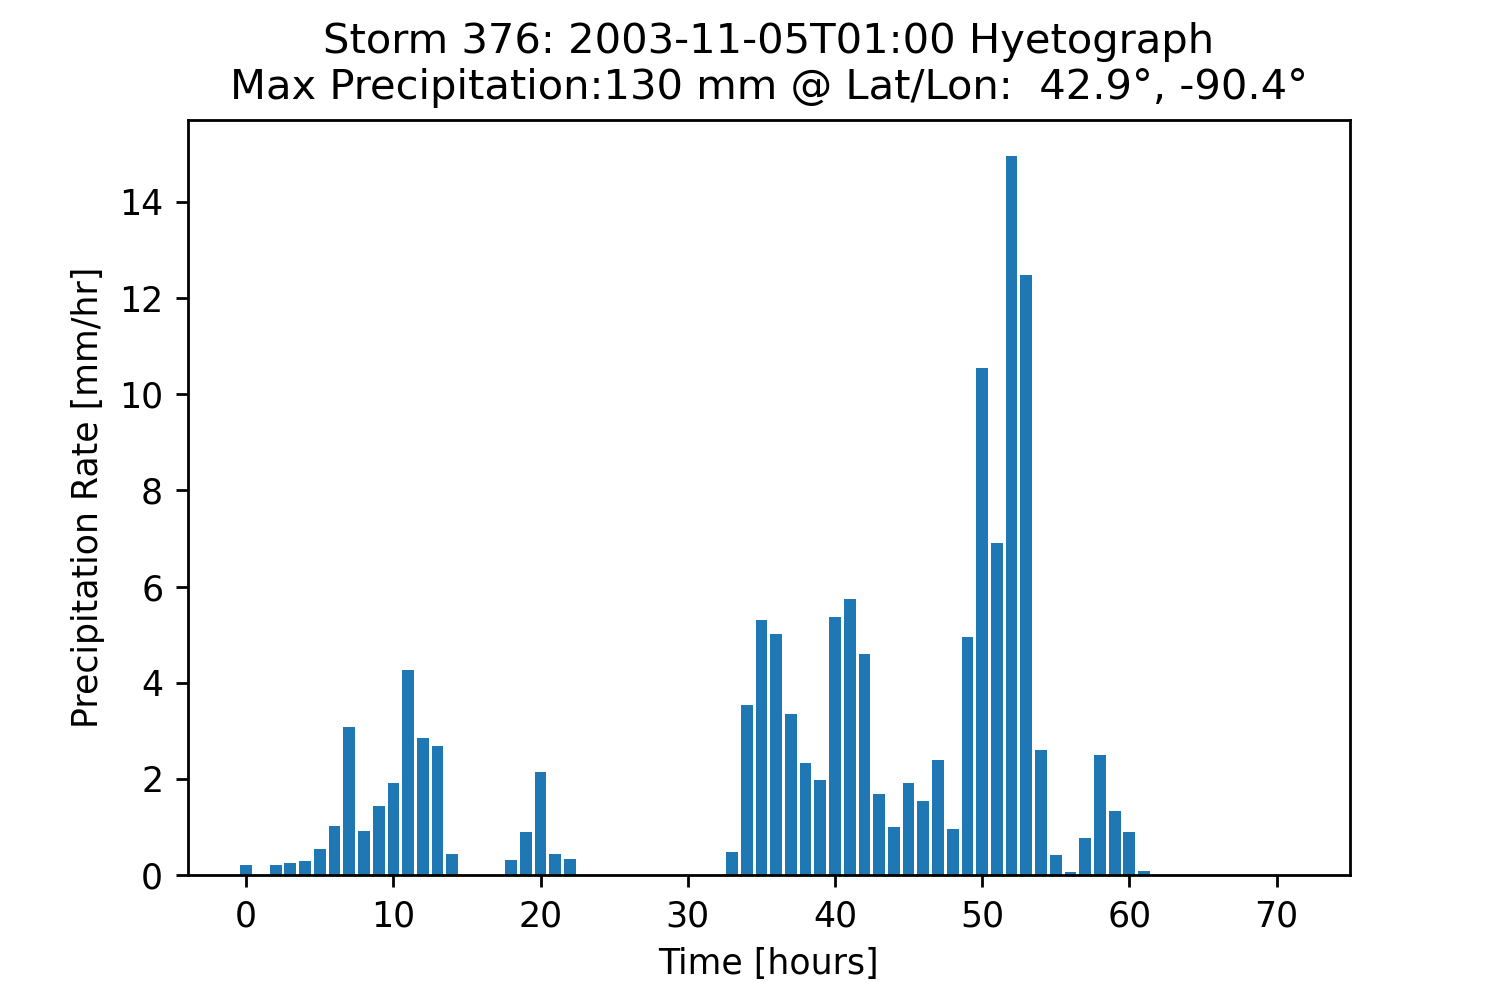 Storm 376: 2003-11-05T01:00 Hyetograph
Max Precipitation:130 mm @ Lat/Lon:  42.9°, -90.4°
Precipitation Rate [mm/hr]
14
12
10
8
6
4
2
0
0 10 20 30 40 50 60 70
Time [hours]